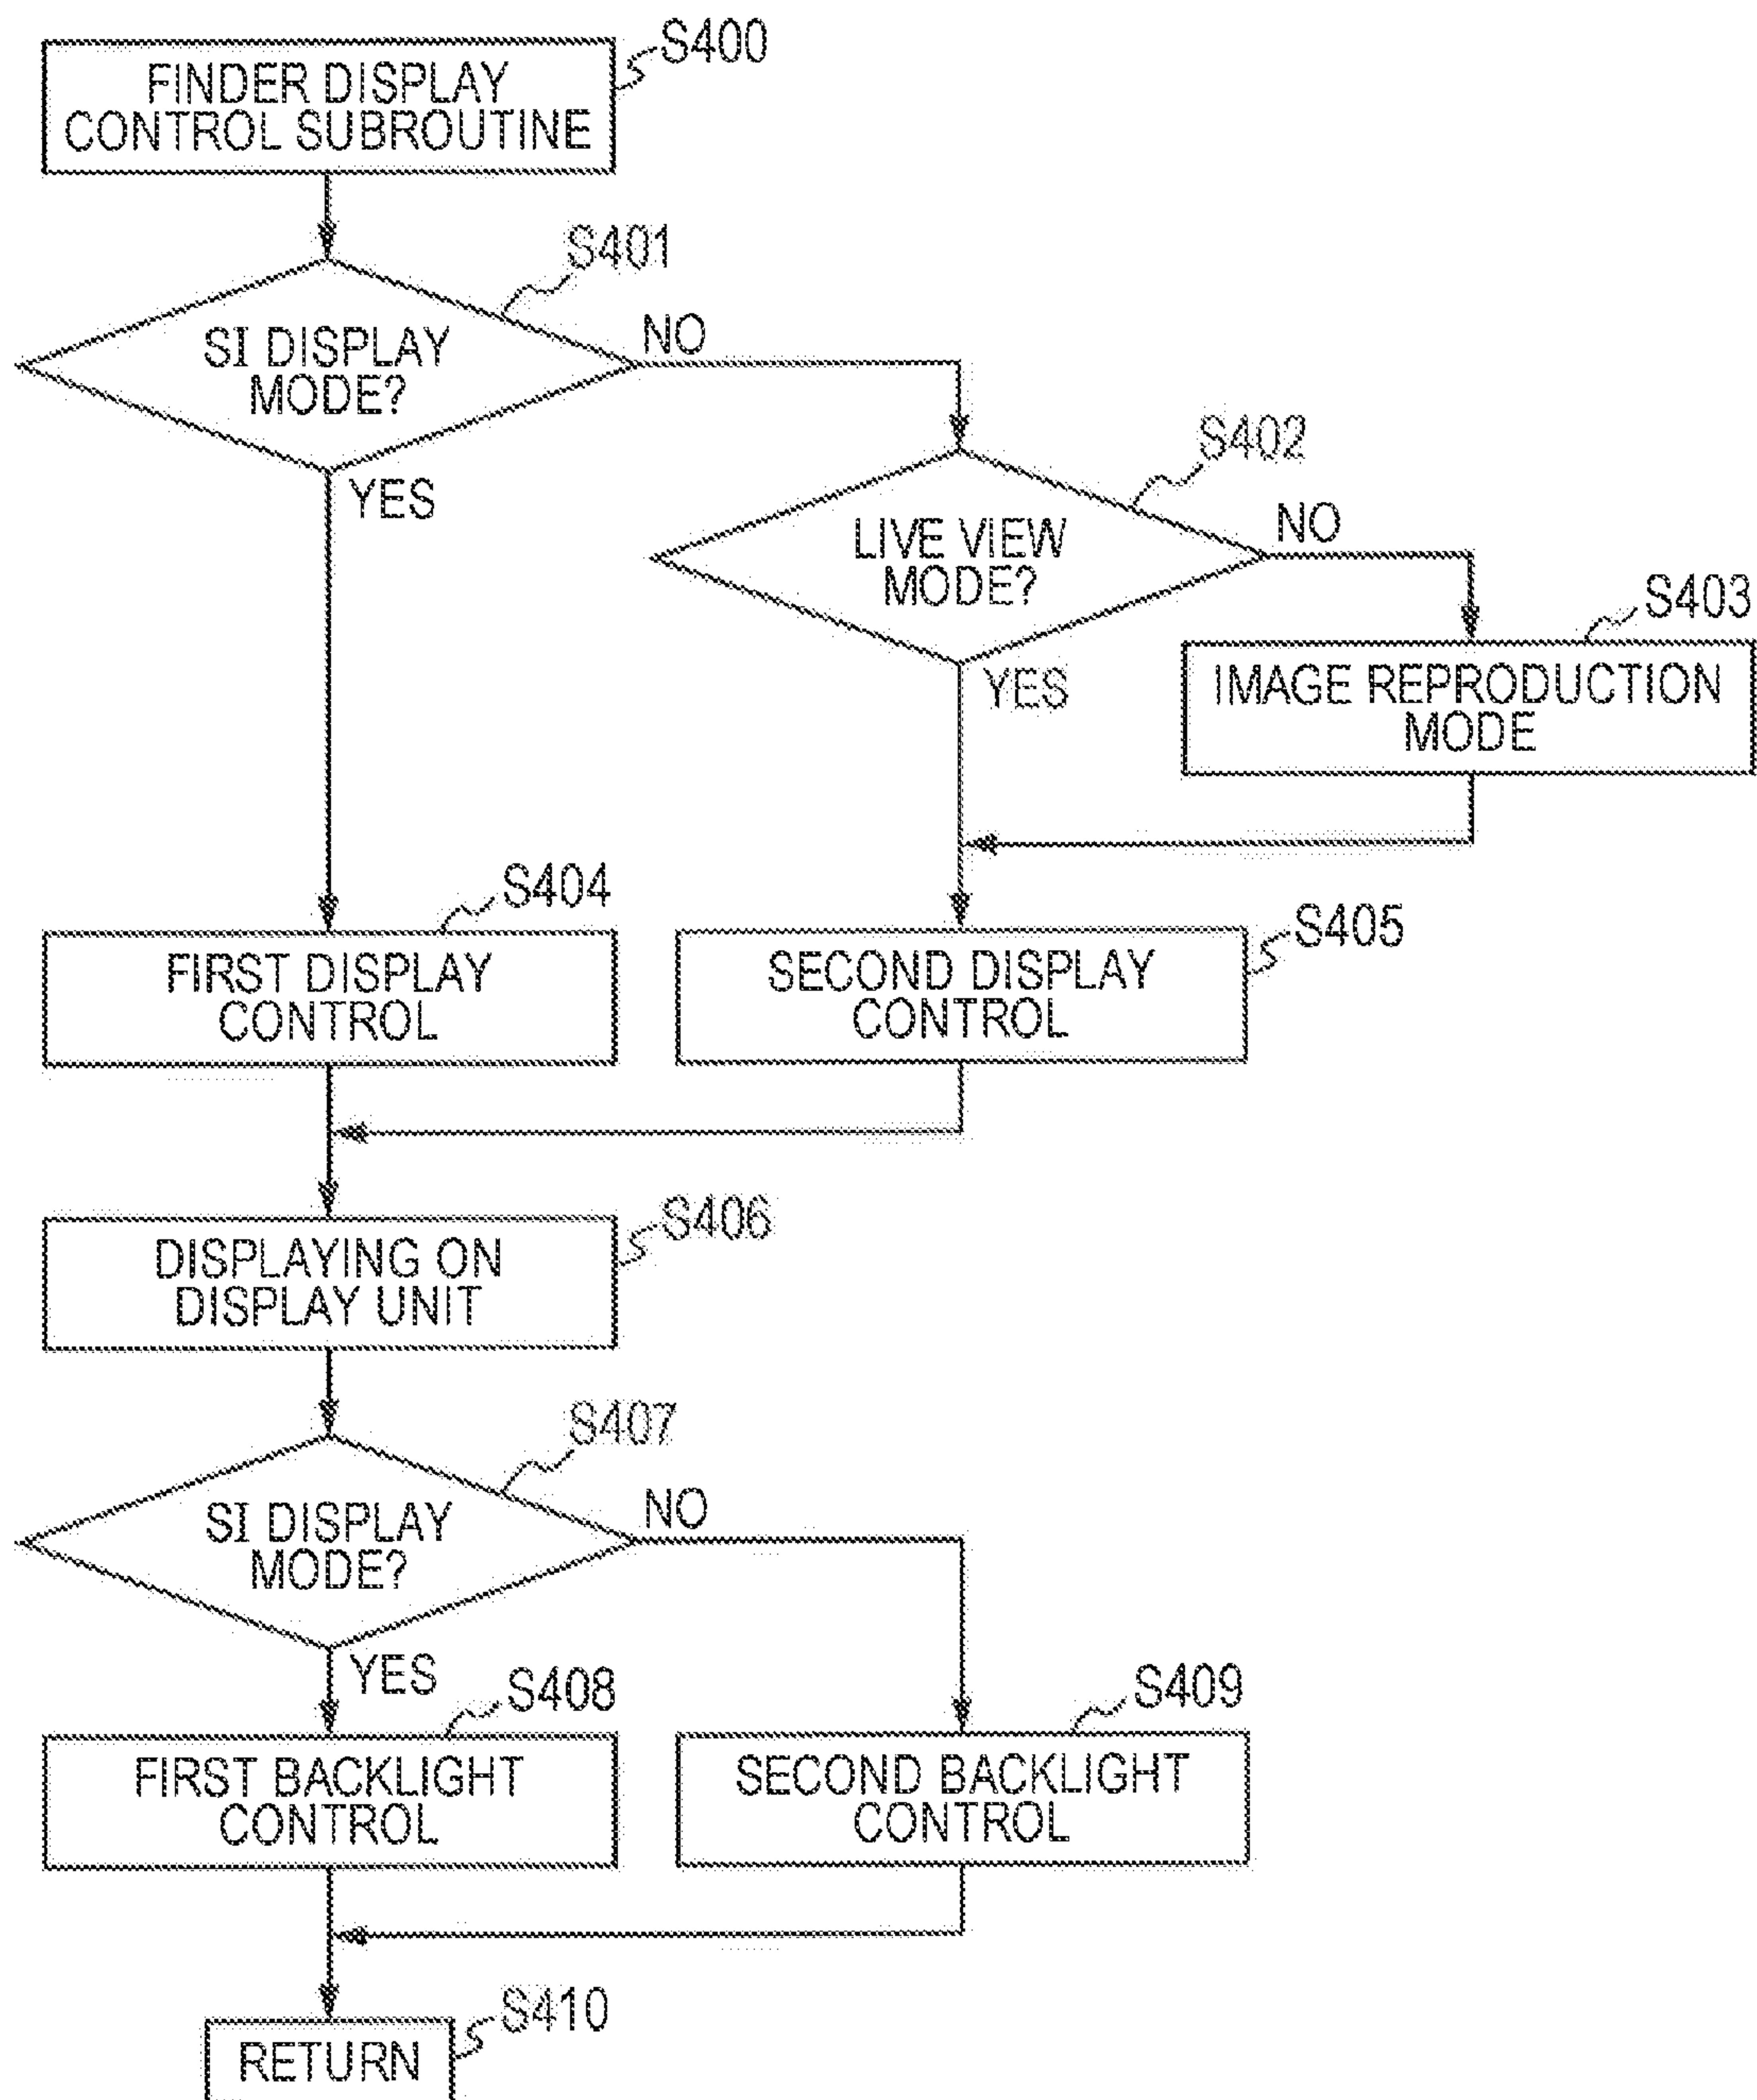 S400
FINDER DISPLAY
CONTROL SUBROUTINE
S401
SI DISPLAY
MODE?
NO
YES
S402
LIVE VIEW
MODE?
NO
YES
S403
IMAGE REPRODUCTION
MODE
S404
FIRST DISPLAY
CONTROL
S405
SECOND DISPLAY
CONTROL
S406
DISPLAYING ON
DISPLAY UNIT
S407
SI DISPLAY
MODE?
NO
YES
S408
FIRST BACKLIGHT
CONTROL
S409
SECOND BACKLIGHT
CONTROL
S410
RETURN